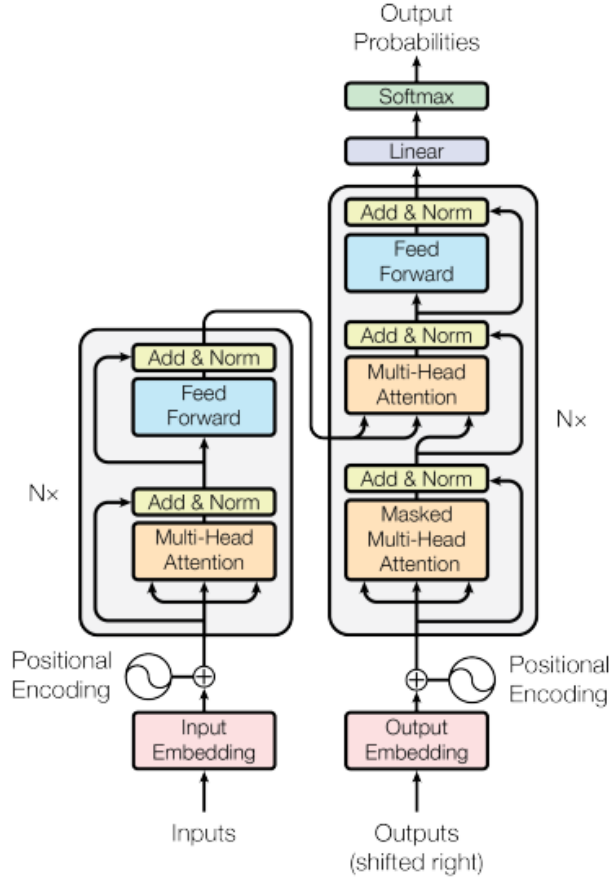 Output
Probabilities
Softmax
Linear
Add & Norm
Feed
Forward
Add & Norm
Multi-Head
Attention
Add & Norm
Masked
Multi-Head
Attention
N×
Add & Norm
Feed
Forward
Add & Norm
Multi-Head
Attention
N×
Positional
Encoding
Positional
Encoding
Input
Embedding
Output
Embedding
Inputs
Outputs
(shifted right)